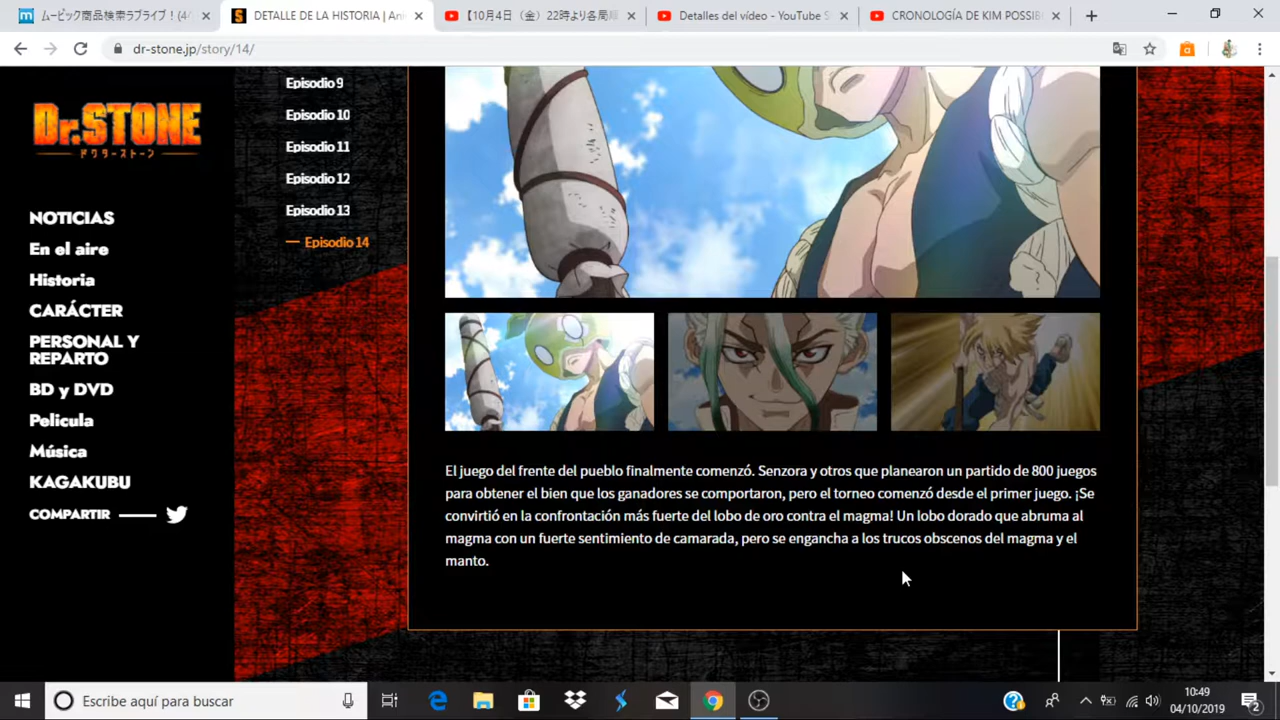 ムービック商品検索ラブライブ！(4/
DETALLE DE LA HISTORIA | Ani
【10月4日（金）22時より各局順
Detalles del vídeo - YouTube S
CRONOLOGÍA DE KIM POSSIB
dr-stone.jp/story/14/
Dr.STONE
ドクターストーン
NOTICIAS
En el aire
Historia
CARÁCTER
PERSONAL Y
REPARTO
BD y DVD
Pelicula
Música
KAGAKUBU
COMPARTIR
Episodio 9
Episodio 10
Episodio 11
Episodio 12
Episodio 13
Episodio 14
El juego del frente del pueblo finalmente comenzó. Senzora y otros que planearon un partido de 800 juegos
para obtener el bien que los ganadores se comportaron, pero el torneo comenzó desde el primer juego. ¡Se
convirtió en la confrontación más fuerte del lobo de oro contra el magma! Un lobo dorado que abruma al
magma con un fuerte sentimiento de camarada, pero se engancha a los trucos obscenos del magma y el
manto.
Escribe aquí para buscar
10:49
04/10/2019
2